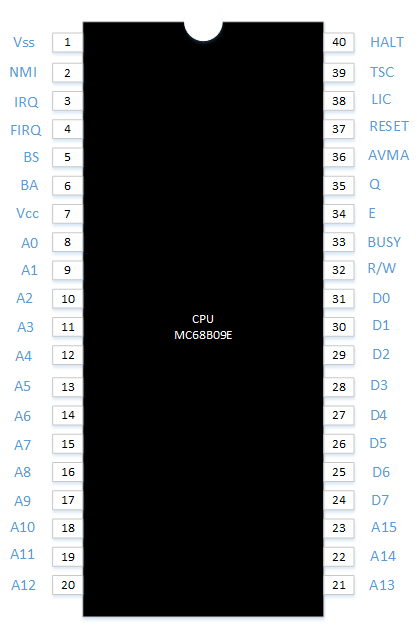 Vss 1 40 HALT
NMI 2 39 TSC
IRQ 3 38 LIC
FIRQ 4 37 RESET
BS 5 36 AVMA
BA 6 35 Q
Vcc 7 34 E
A0 8 33 BUSY
A1 9 32 R/W
A2 10 31 D0
A3 11 30 D1
CPU
MC68B09E
A4 12 29 D2
A5 13 28 D3
A6 14 27 D4
A7 15 26 D5
A8 16 25 D6
A9 17 24 D7
A10 18 23 A15
A11 19 22 A14
A12 20 21 A13